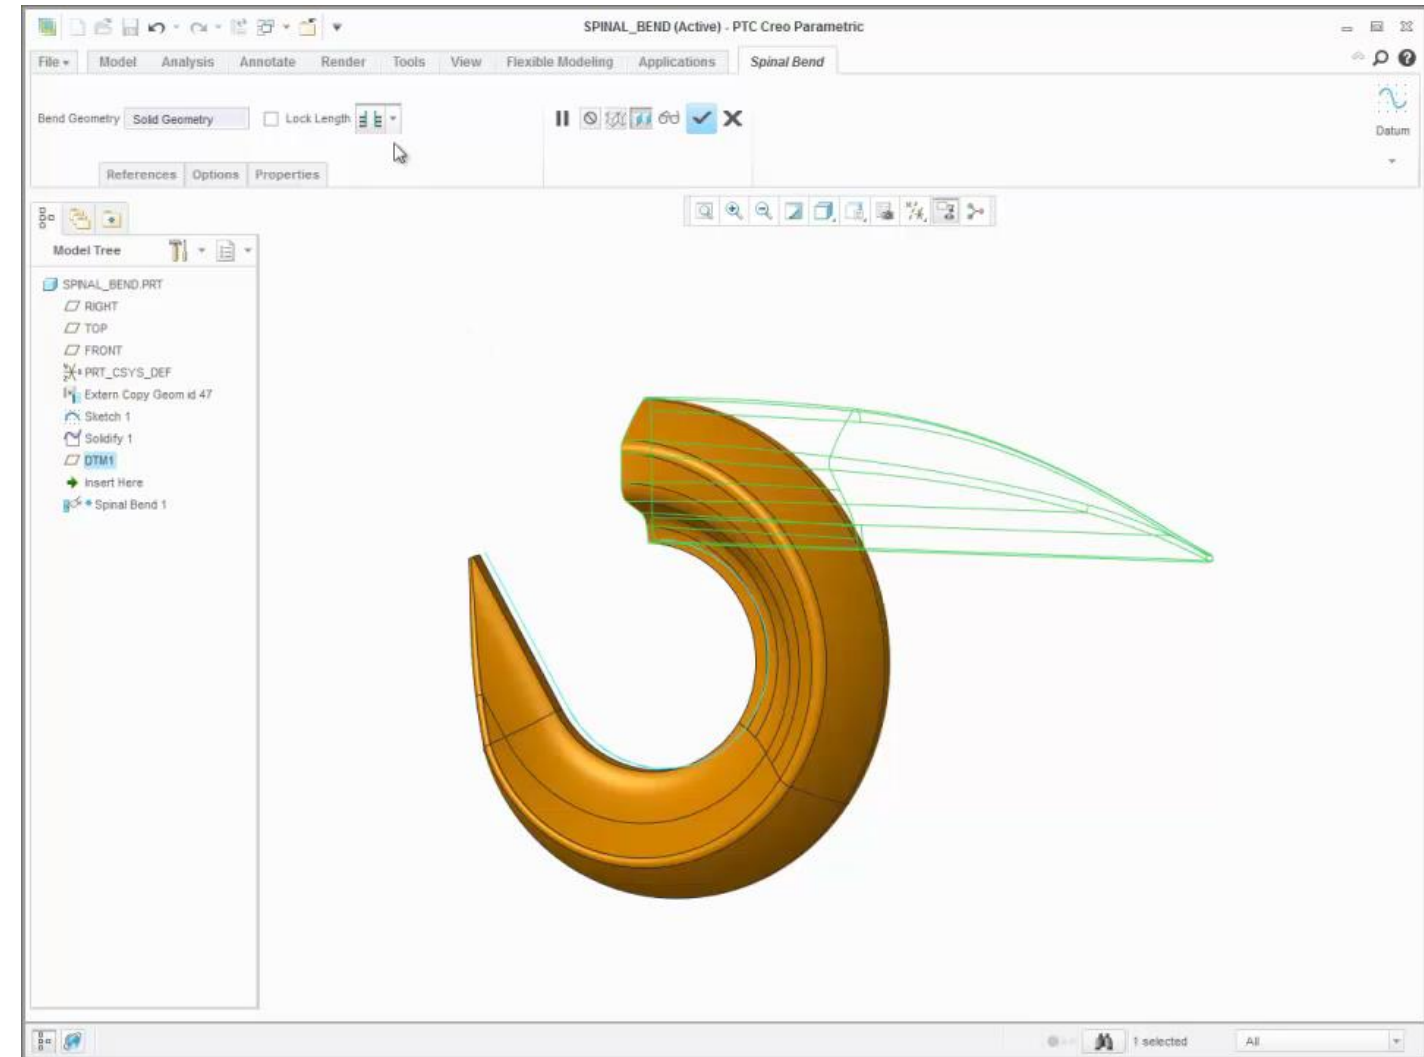 SPINAL_BEND (Active) - PTC Creo Parametric
File Model Analysis Annotate Render Tools View Flexible Modeling Applications Spinal Bend
Bend Geometry Solid Geometry Lock Length
Datum
References Options Properties
Model Tree
SPINAL_BEND.PRT
RIGHT
TOP
FRONT
PRT_CSYS_DEF
Extern Copy Geom id 47
Sketch 1
Solidify 1
DTM1
Insert Here
Spinal Bend 1
1 selected All